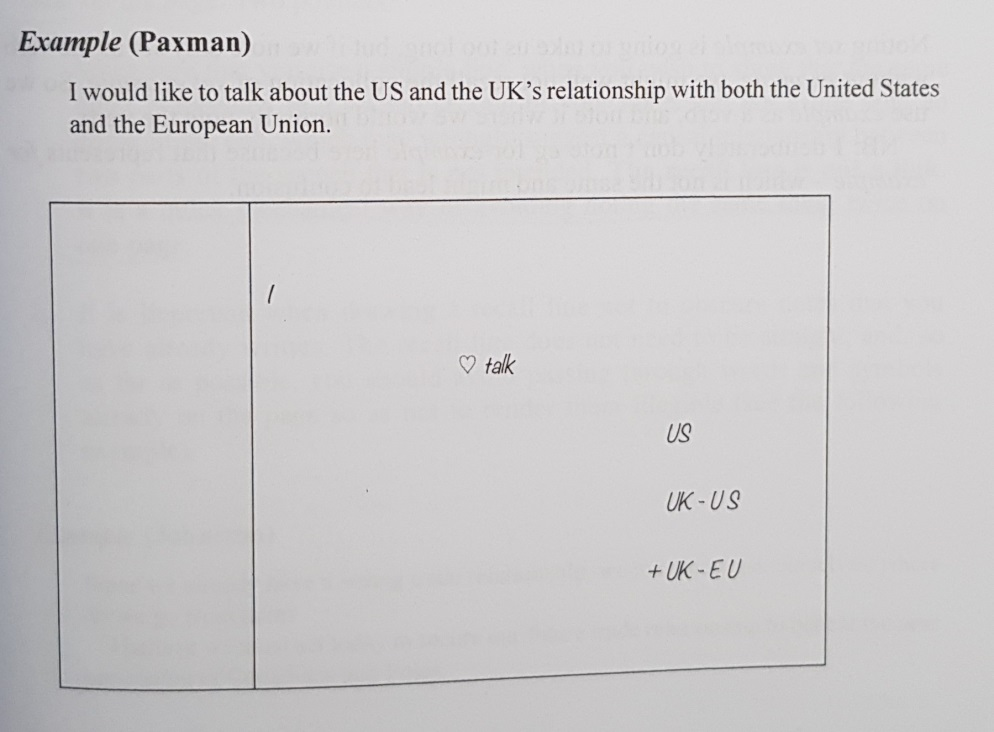 Example (Paxman)
I would like to talk about the US and the UK's relationship with both the United States
and the European Union.
I
♡ talk
US
UK - US
+ UK - EU